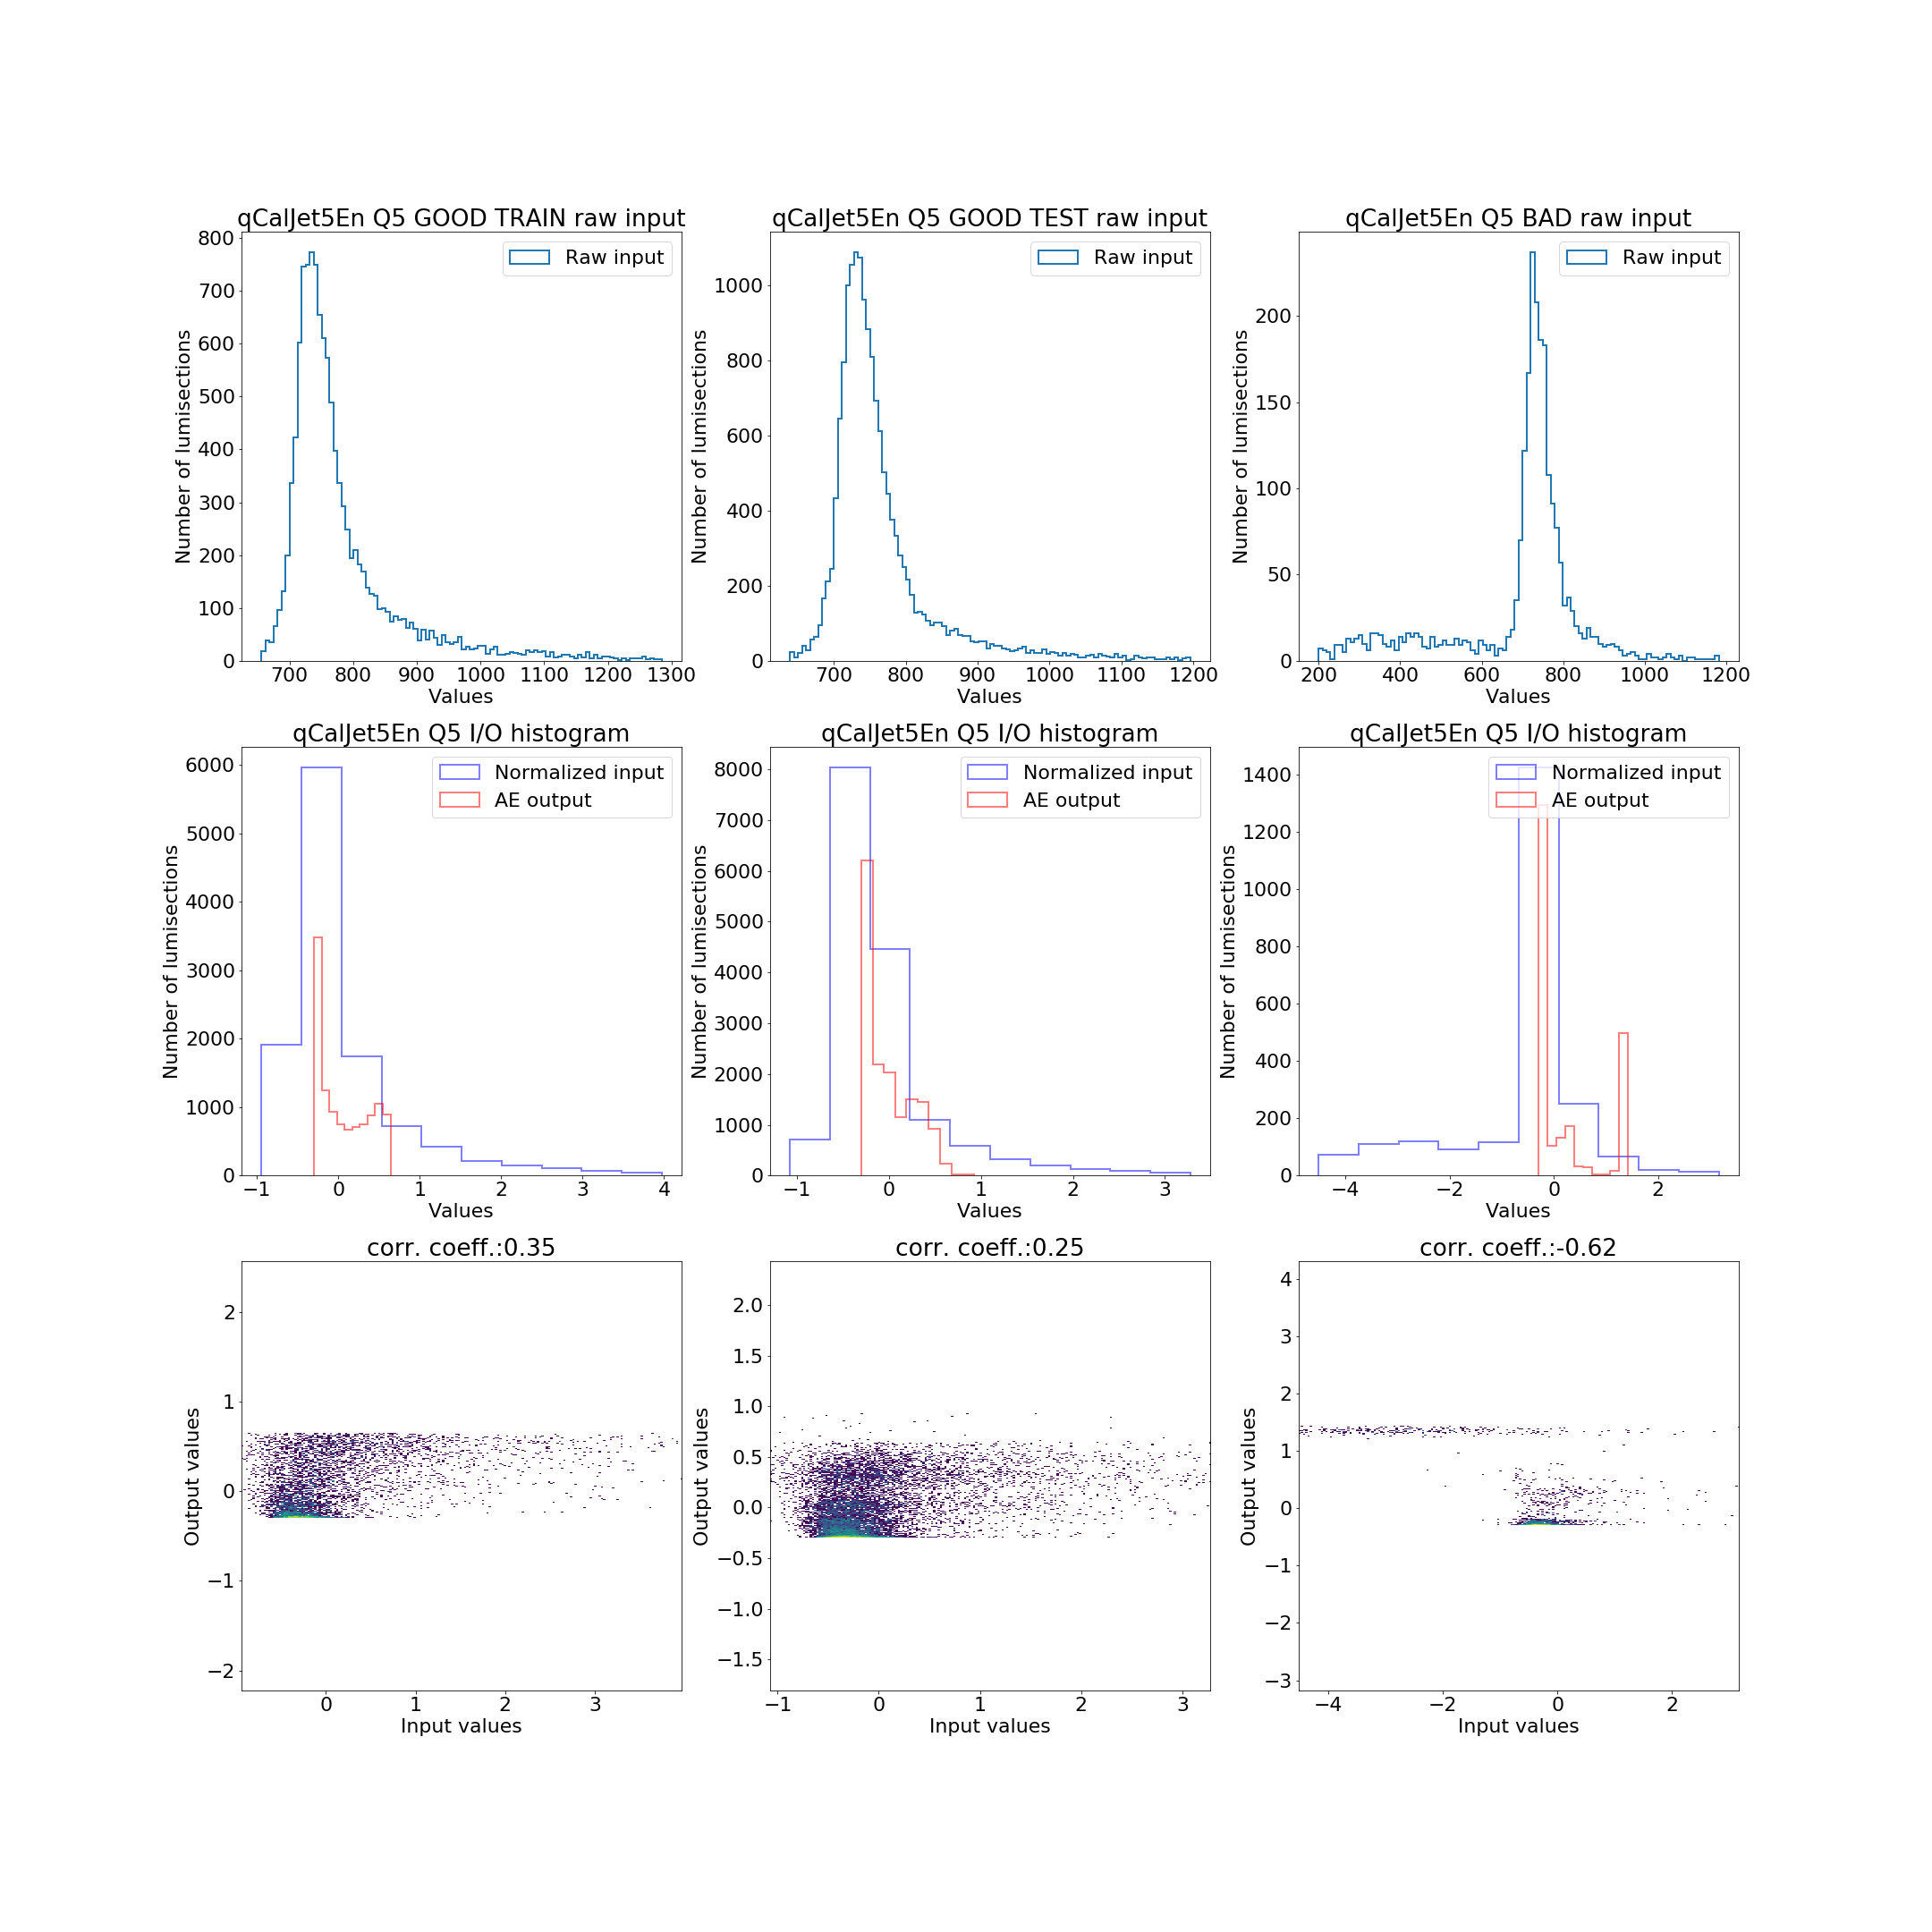 qCalJet5En Q5 GOOD TRAIN raw input
Number of lumisections
800
700
600
500
400
300
200
100
0
Raw input
700 800 900 1000 1100 1200 1300
Values
qCalJet5En Q5 GOOD TEST raw input
Number of lumisections
1000
800
600
400
200
0
Raw input
700 800 900 1000 1100 1200
Values
qCalJet5En Q5 BAD raw input
Number of lumisections
200
150
100
50
0
Raw input
200 400 600 800 1000 1200
Values
qCalJet5En Q5 I/O histogram
Number of lumisections
6000
5000
4000
3000
2000
1000
0
Normalized input
AE output
−1 0 1 2 3 4
Values
qCalJet5En Q5 I/O histogram
Number of lumisections
8000
7000
6000
5000
4000
3000
2000
1000
0
Normalized input
AE output
−1 0 1 2 3
Values
qCalJet5En Q5 I/O histogram
Number of lumisections
1400
1200
1000
800
600
400
200
0
Normalized input
AE output
−4 −2 0 2
Values
corr. coeff.:0.35
Output values
2
1
0
−1
−2
0 1 2 3
Input values
corr. coeff.:0.25
Output values
2.0
1.5
1.0
0.5
0.0
−0.5
−1.0
−1.5
−1 0 1 2 3
Input values
corr. coeff.:-0.62
Output values
4
3
2
1
0
−1
−2
−3
−4 −2 0 2
Input values